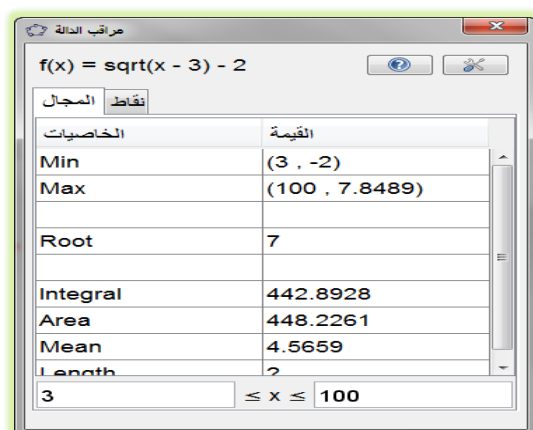 مراقب الدالة
f(x) = sqrt(x - 3) - 2
المجال نقاط
الخاصيات القيمة
Min (3 , -2)
Max (100 , 7.8489)
Root 7
Integral 442.8928
Area 448.2261
Mean 4.5659
Length ?
3 ≤ x ≤ 100